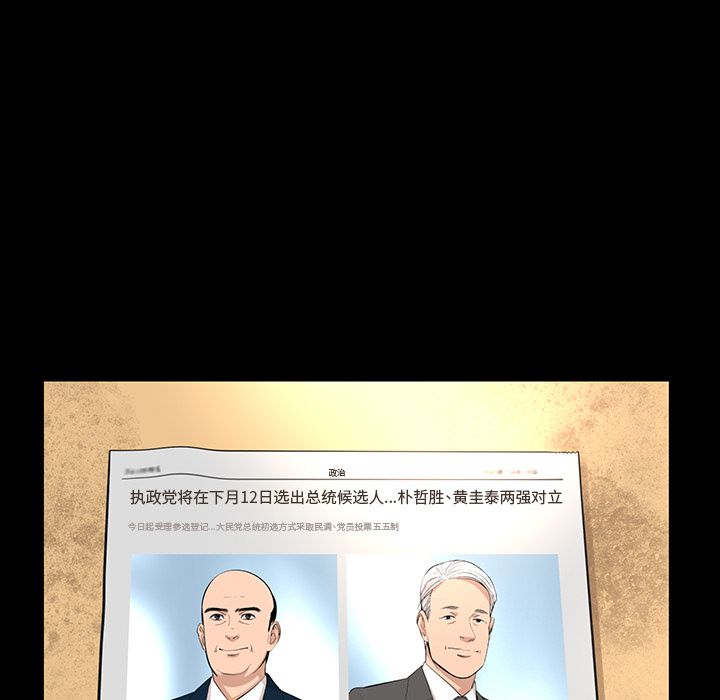 政治
执政党将在下月12日选出总统候选人...朴哲胜、黄圭泰两强对立
今日起受理参选登记...大民党总统初选方式采取民调、党员投票五五制